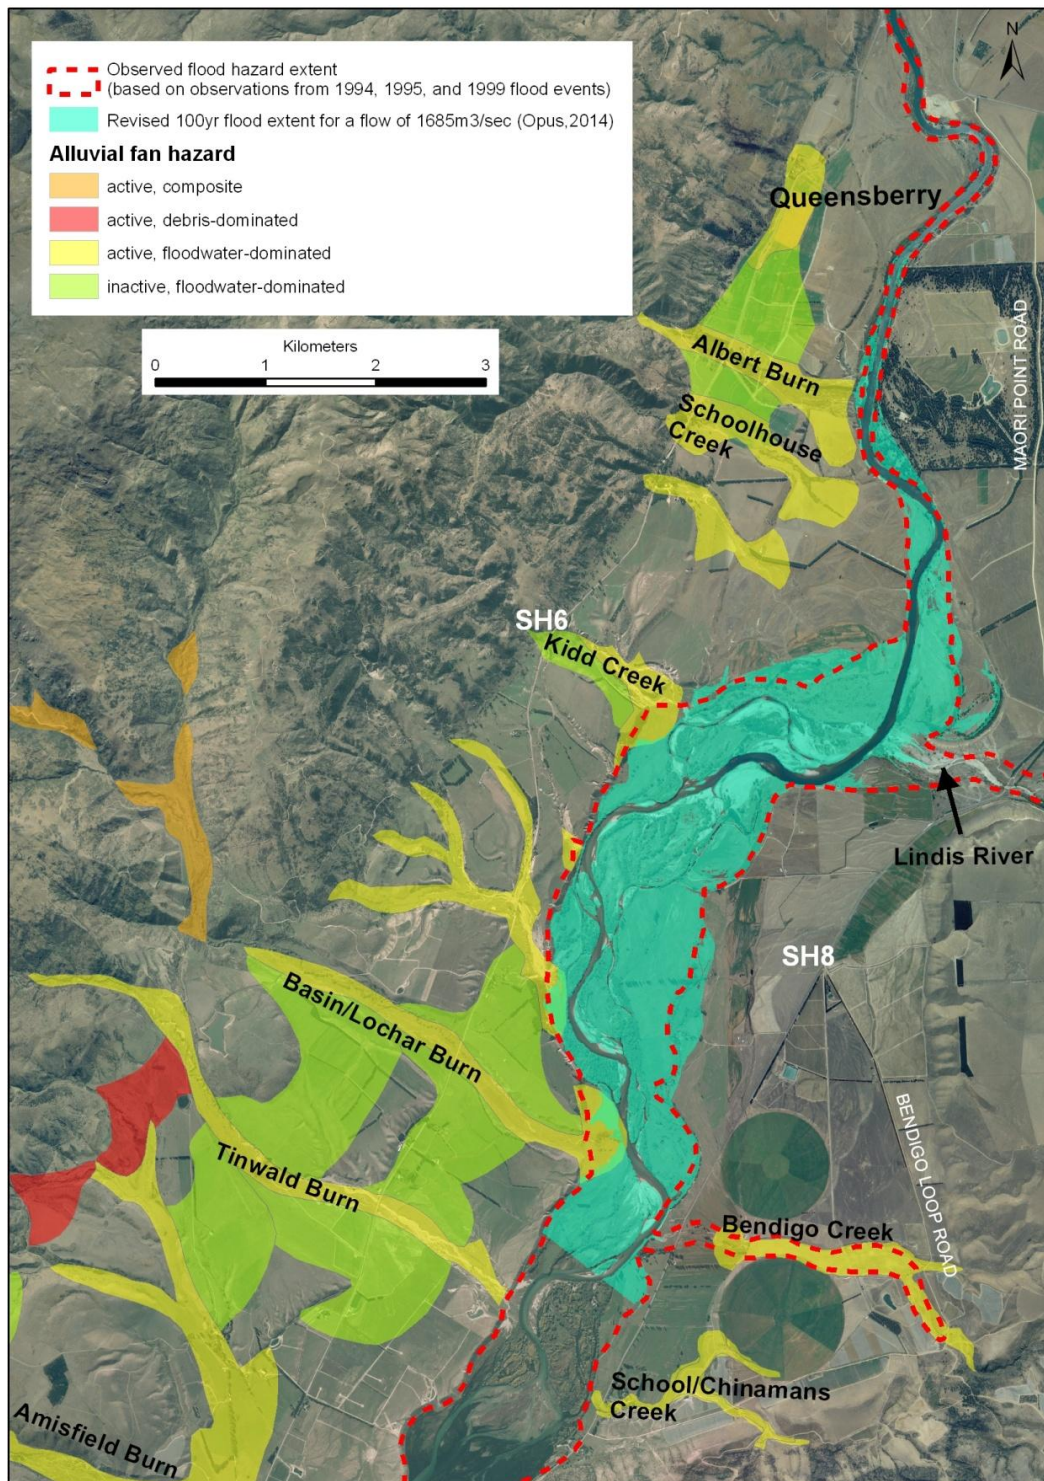 N
Observed flood hazard extent
(based on observations from 1994, 1995, and 1999 flood events)
Revised 100yr flood extent for a flow of 1685m3/sec (Opus,2014)
Alluvial fan hazard
active, composite
active, debris-dominated
active, floodwater-dominated
inactive, floodwater-dominated
Kilometers
0 1 2 3
Queensberry
MAORI POINT ROAD
Albert Burn
Schoolhouse
Creek
SH6
Kidd Creek
Lindis River
SH8
Basin/Lochar Burn
BENDIGO LOOP ROAD
Tinwald Burn
Bendigo Creek
School/Chinamans
Creek
Amisfield Burn